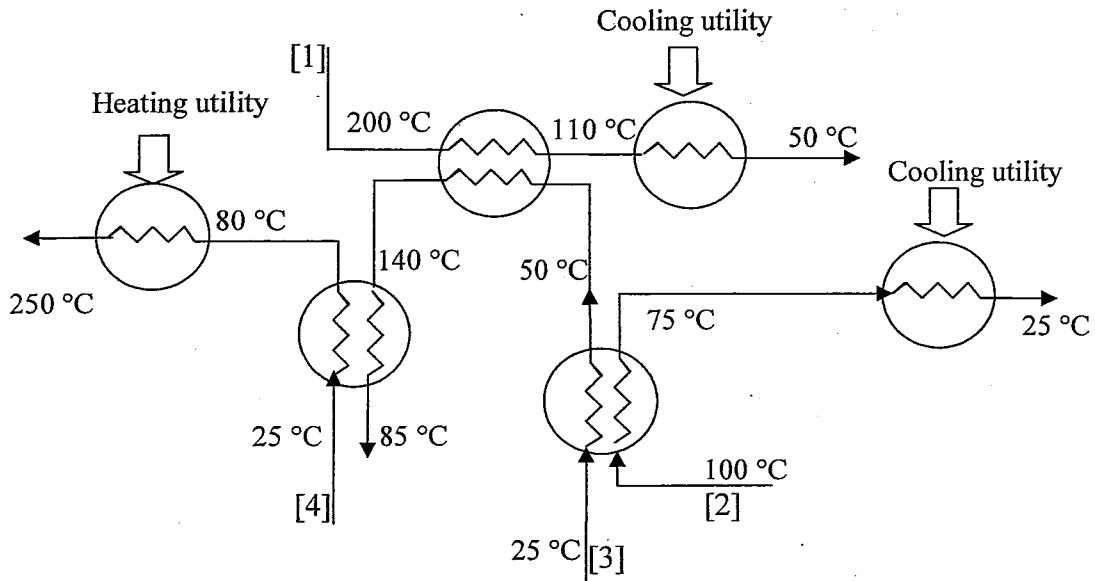 Cooling utility
[1]
Heating utility
200 °C
110 °C
50 °C
Cooling utility
80 °C
140 °C
50 °C
250 °C
75 °C
25 °C
25 °C
85 °C
100 °C
[4]
[2]
25 °C
[3]